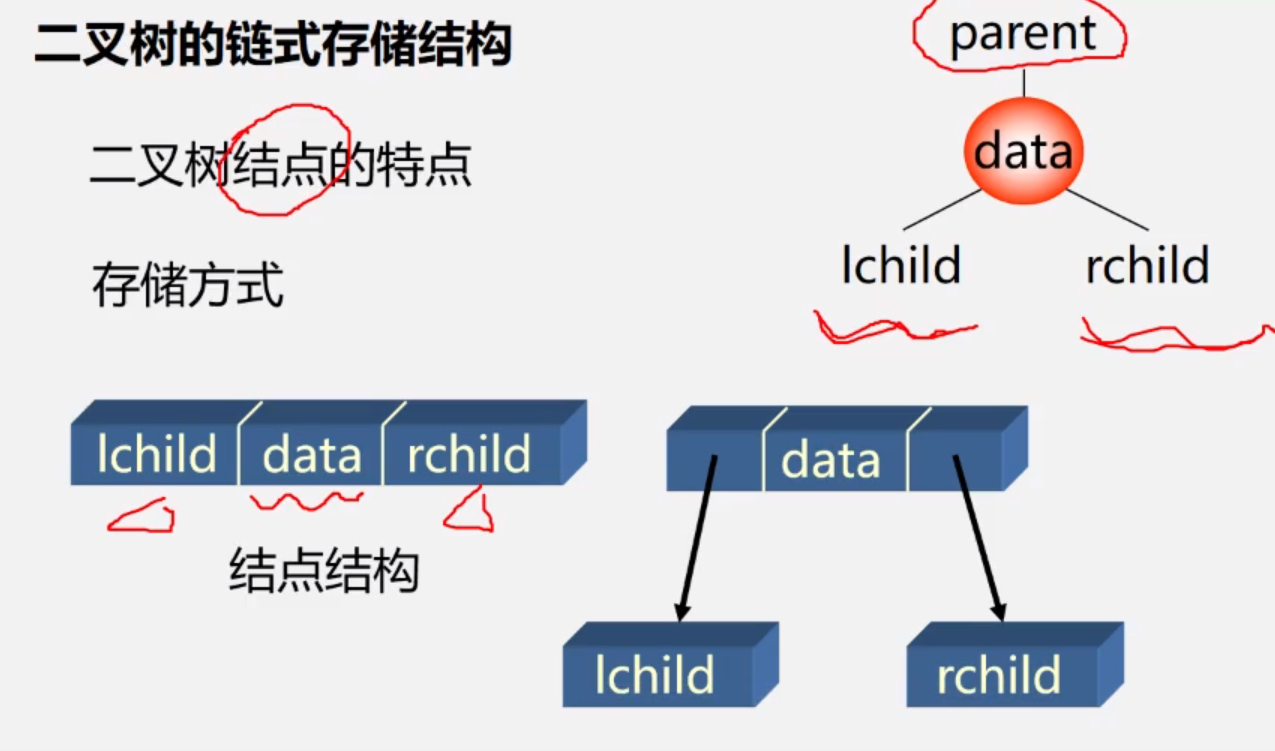 二叉树的链式存储结构
parent
二叉树结点的特点
data
存储方式
lchild
rchild
lchild data rchild
data
结点结构
lchild
rchild